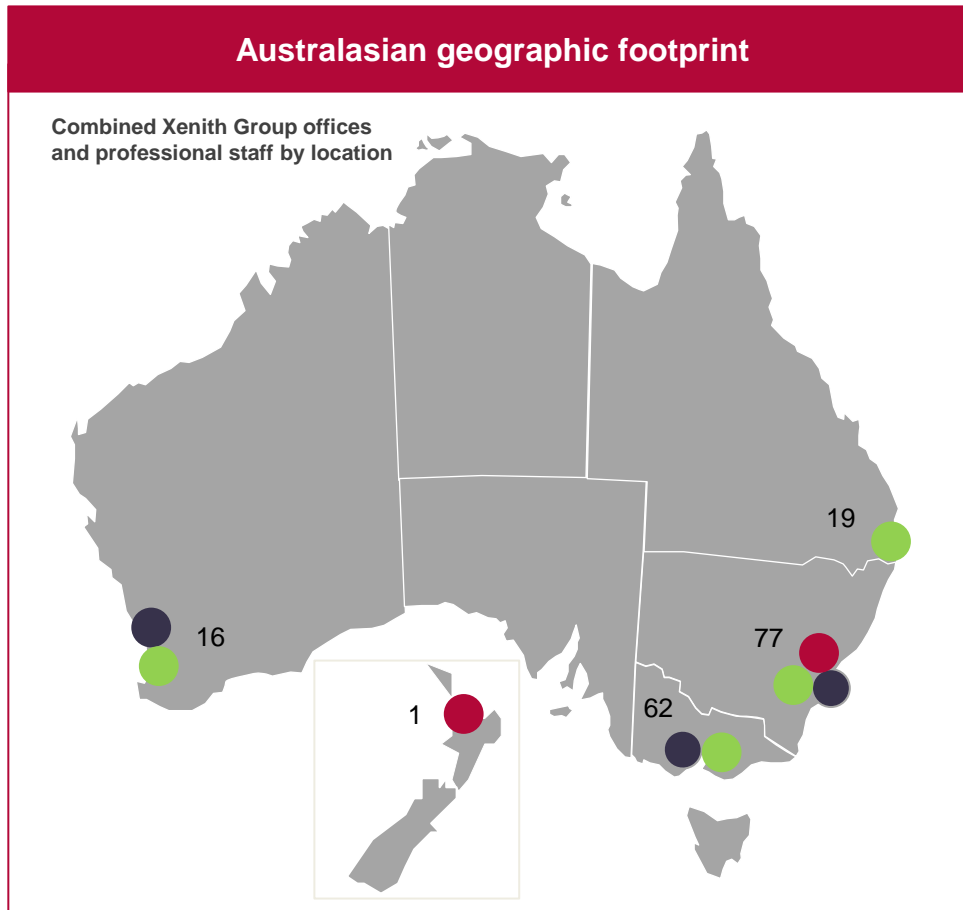 Australasian geographic footprint
Combined Xenith Group offices
and professional staff by location
19
77
16
62
1